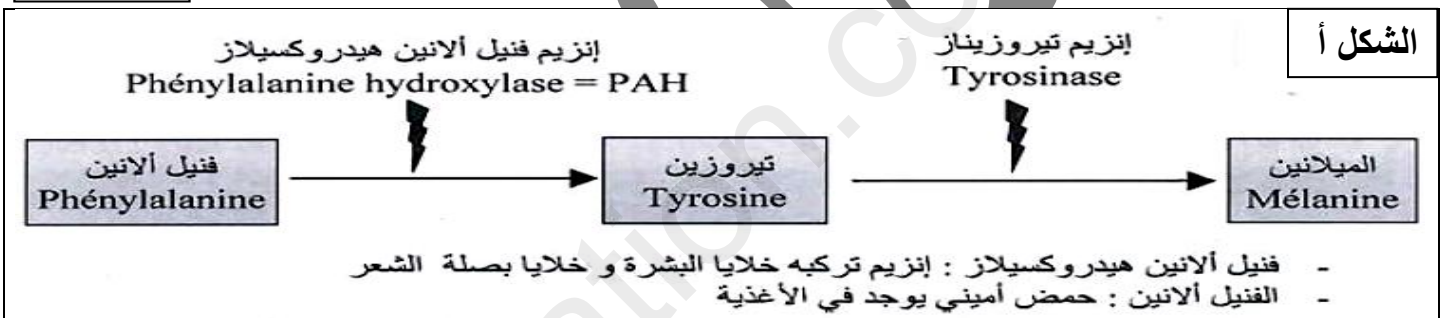 الشكل أ
إنزيم فنيل ألانين هيدروكسيلاز
Phénylalanine hydroxylase = PAH
إنزيم تيروزيناز
Tyrosinase
فنيل ألانين
Phénylalanine
تيروزين
Tyrosine
الميلانين
Mélanine
- فنيل ألانين هيدروكسيلاز : إنزيم تركبه خلايا البشرة و خلايا بصلة الشعر
- الفنيل ألانين : حمض أميني يوجد في الأغذية